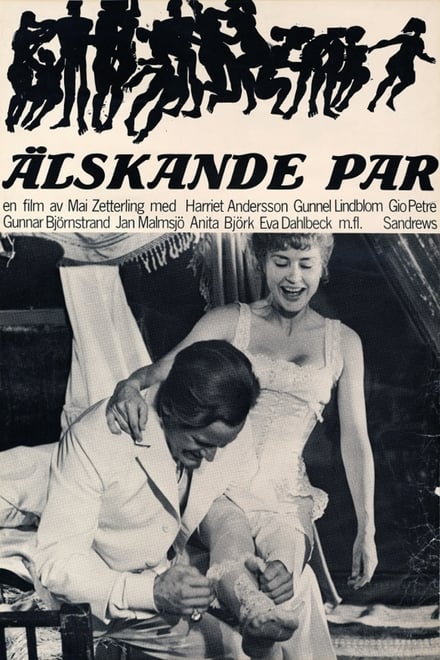 ÄLSKANDE PAR
en film av Mai Zetterling med Harriet Andersson Gunnel Lindblom Gio Petre
Gunnar Björnstrand Jan Malmsjö Anita Björk Eva Dahlbeck m.fl. Sandrews